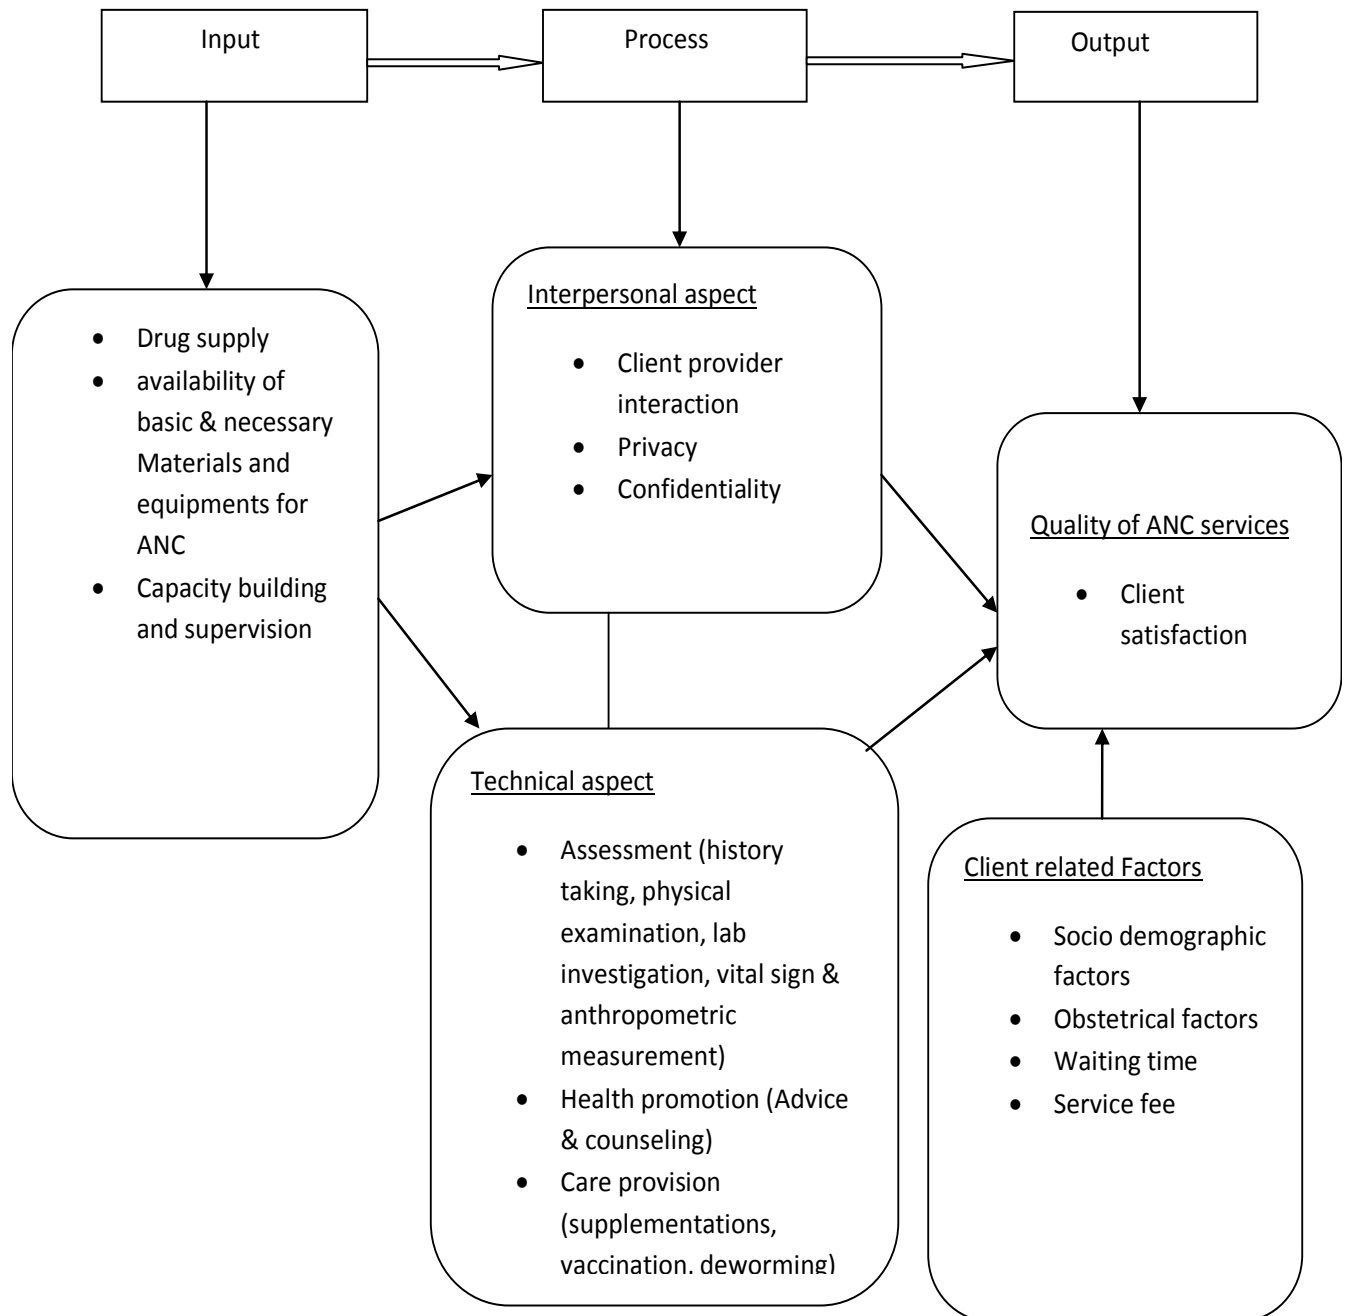 Input
Process
Output
• Drug supply
• availability of
basic & necessary
Materials and
equipments for
ANC
• Capacity building
and supervision
Interpersonal aspect
• Client provider
interaction
• Privacy
• Confidentiality
Technical aspect
• Assessment (history
taking, physical
examination, lab
investigation, vital sign &
anthropometric
measurement)
• Health promotion (Advice
& counseling)
• Care provision
(supplementations,
vaccination, deworming)
Quality of ANC services
• Client
satisfaction
Client related Factors
• Socio demographic
factors
• Obstetrical factors
• Waiting time
• Service fee